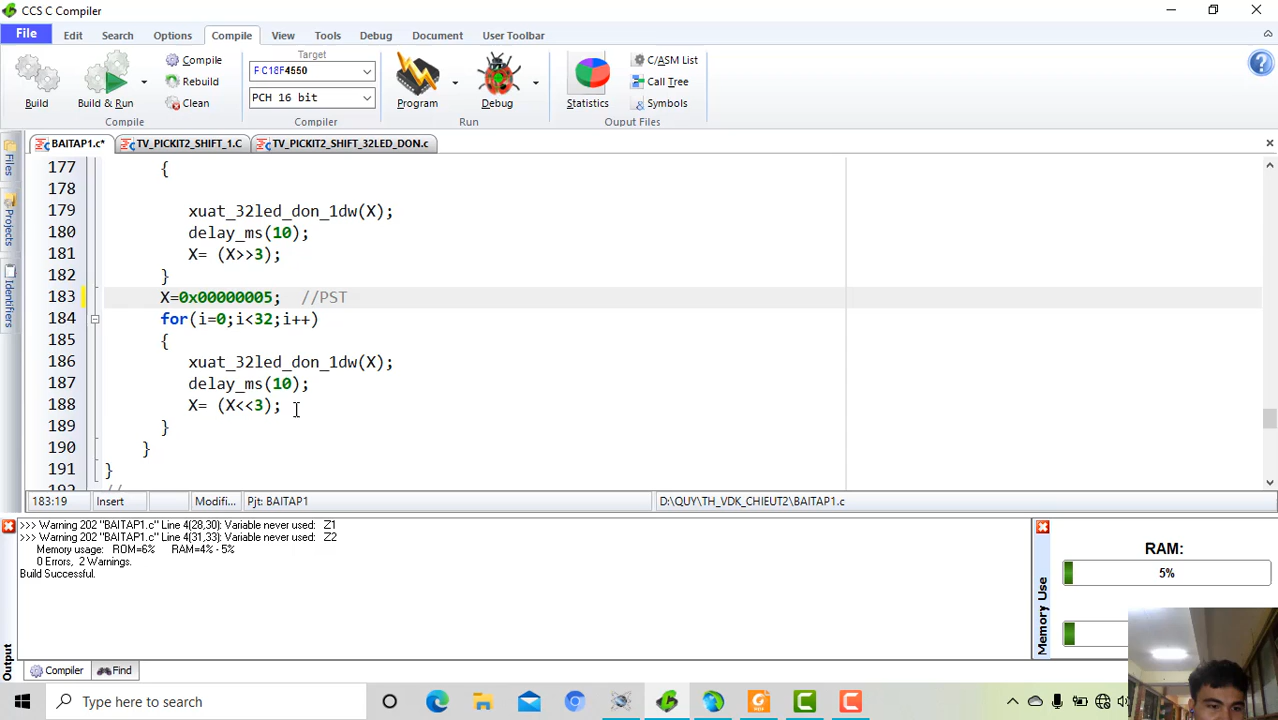 CCS C Compiler
File Edit Search Options Compile View Tools Debug Document User Toolbar
Compile
Rebuild
Clean
Build
Build & Run
Compile
Target
PCH 16 bit
Compiler
Program
Debug
Run
Statistics
C/ASM List
Call Tree
Symbols
Ouput Files
BAITAP1.c* TV_PICKIT2_SHIFT_1.C TV_PICKIT2_SHIFT_32LED_DON.c
Files
Projects
Identifiers
177 {
178
179 xuat_32led_don_1dw(X);
180 delay_ms(10);
181 X= (X>>3);
182 }
183 X=0x00000005; //PST
184 for(i=0;i<32;i++)
185 {
186 xuat_32led_don_1dw(X);
187 delay_ms(10);
188 X= (X<<3);
189 }
190 }
191 }
192 //
183:19 Insert Modifi... Pjt: BAITAP1 D:\QUY\TH_VDK_CHIEUT2\BAITAP1.c
>>> Warning 202 "BAITAP1.c" Line 4(28,30): Variable never used: Z1
>>> Warning 202 "BAITAP1.c" Line 4(31,33): Variable never used: Z2
Memory usage: ROM=6% RAM=4% - 5%
0 Errors, 2 Warnings.
Build Successful.
Output
Compiler Find
Memory Use
RAM:
5%
Type here to search